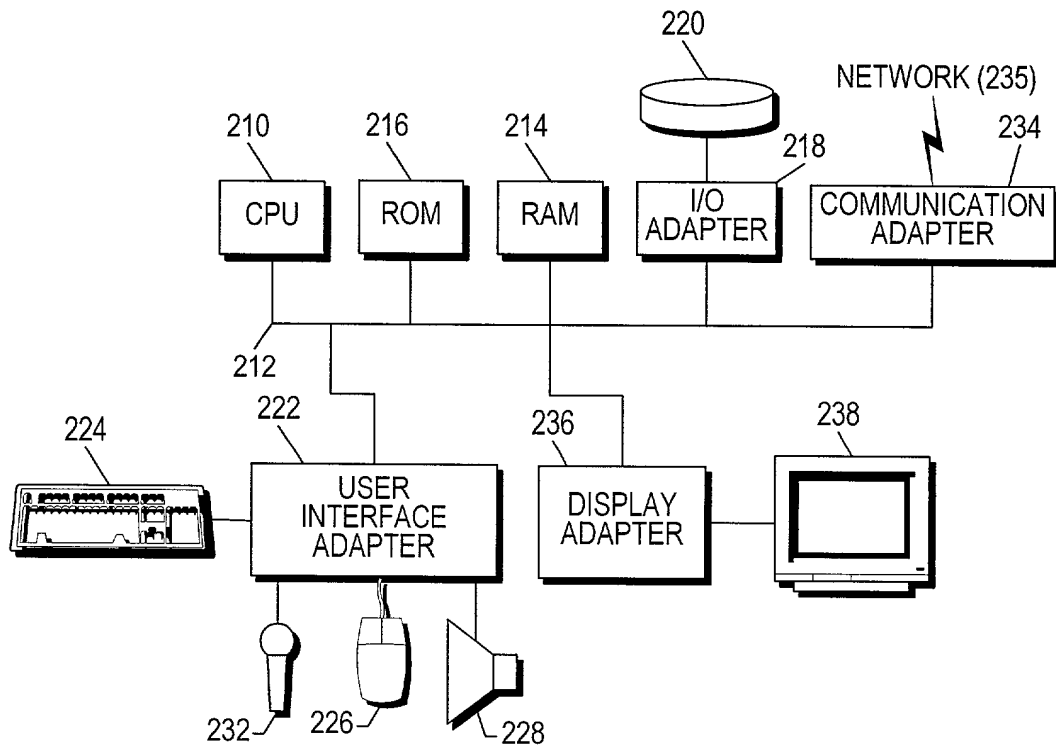 220
NETWORK (235)
210
216
214
218
234
CPU
ROM
RAM
I/O
ADAPTER
COMMUNICATION
ADAPTER
212
222
224
236
238
USER
INTERFACE
ADAPTER
DISPLAY
ADAPTER
232
226
228